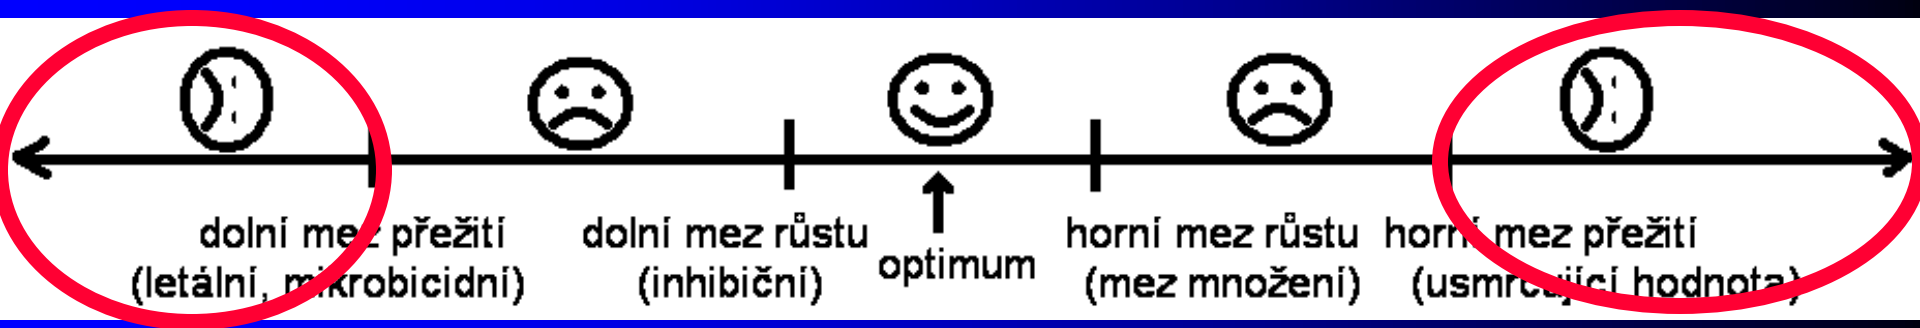 dolní mez přežití
(letální, mikrobicidní)
dolní mez růstu
(inhibiční)
optimum
horní mez růstu
(mez množení)
horní mez přežití
(usmrcující hodnota)